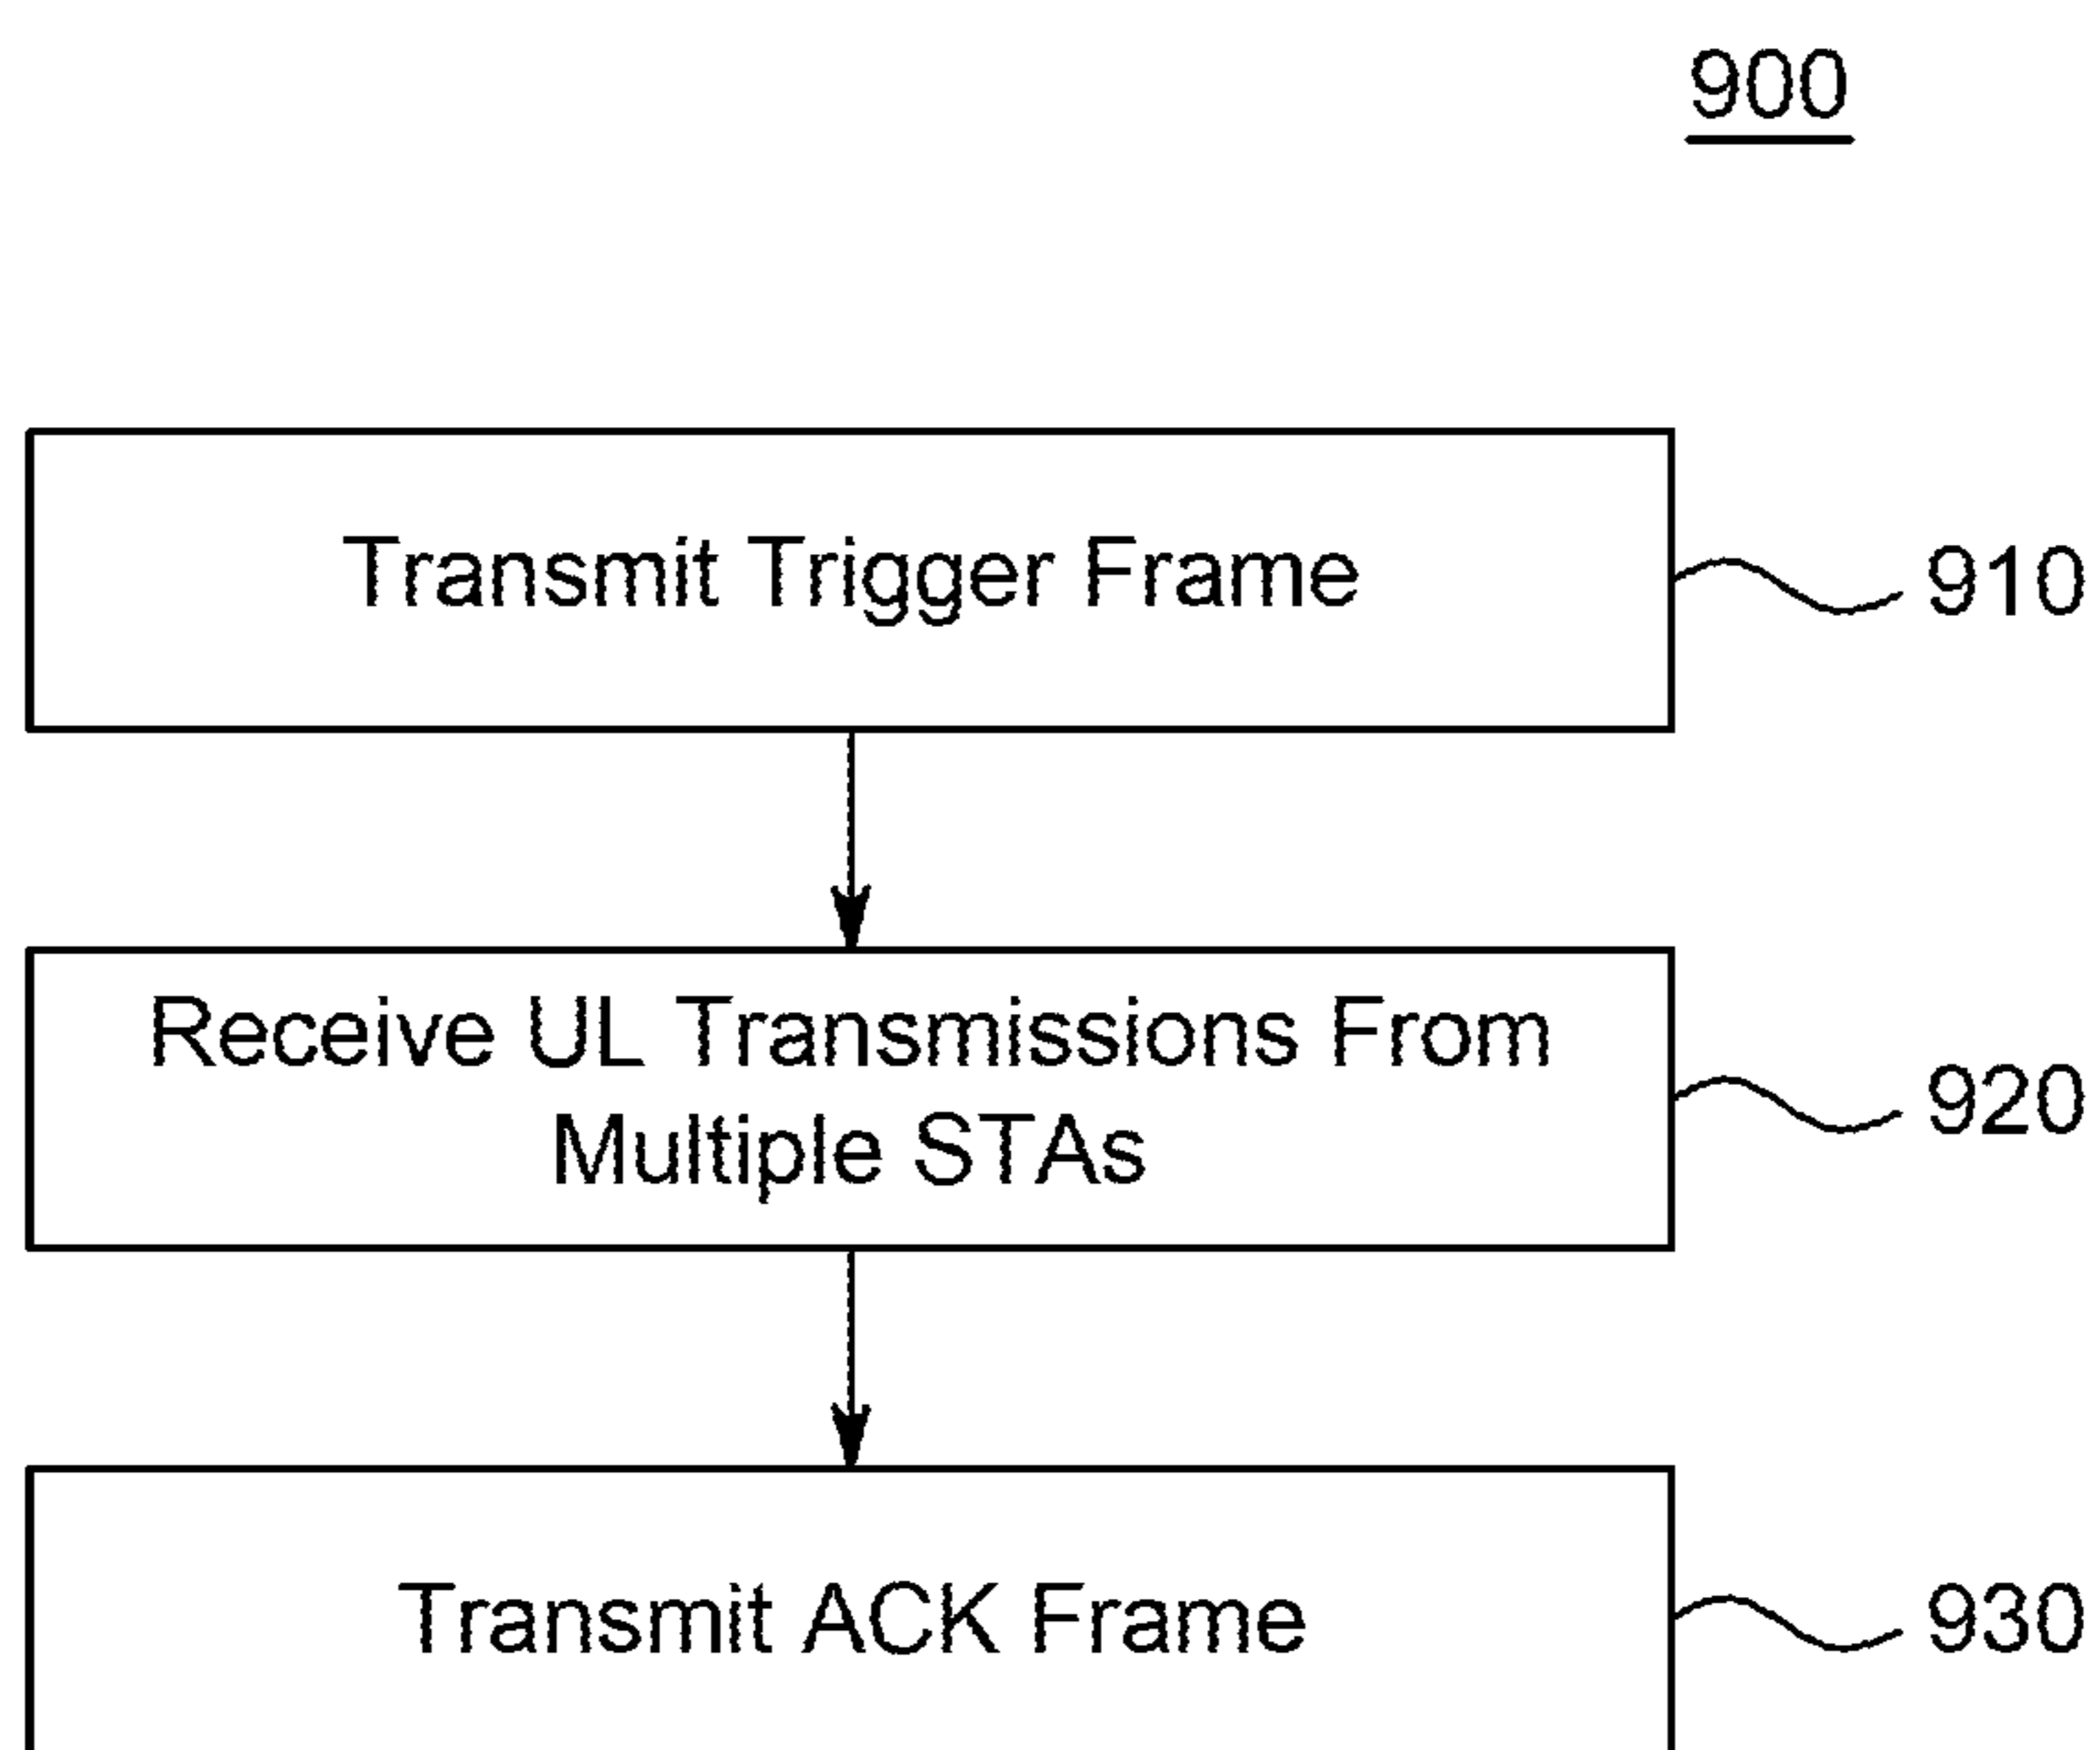 900
Transmit Trigger Frame
910
Receive UL Transmissions From
Multiple STAs
920
Transmit ACK Frame
930